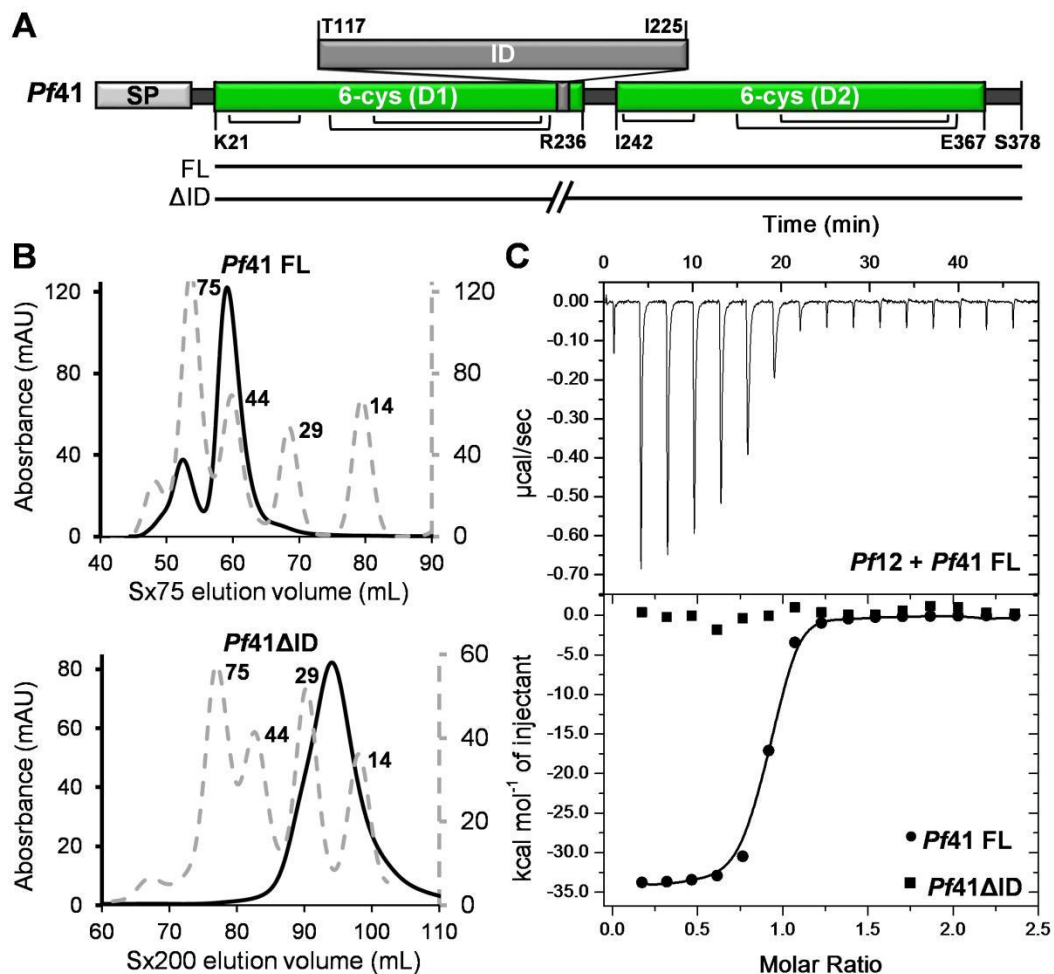 A
T117 I225
ID
Pf41 SP 6-cys (D1) 6-cys (D2)
K21 R236 I242 E367 S378
FL
ΔID
B
Pf41 FL
120 120
80 80
40 40
0 0
75
44
29
14
Abosrbance (mAU)
40 50 60 70 80 90
Sx75 elution volume (mL)
Pf41ΔID
80 60
60 40
40 20
20
0 0
75
44
29
14
Abosrbance (mAU)
60 70 80 90 100 110
Sx200 elution volume (mL)
C
Time (min)
0 10 20 30 40
0.00
-0.10
-0.20
-0.30
-0.40
-0.50
-0.60
-0.70
µcal/sec
Pf12 + Pf41 FL
0.0
-5.0
-10.0
-15.0
-20.0
-25.0
-30.0
-35.0
kcal mol-1 of injectant
Pf41 FL
Pf41ΔID
0.0 0.5 1.0 1.5 2.0 2.5
Molar Ratio